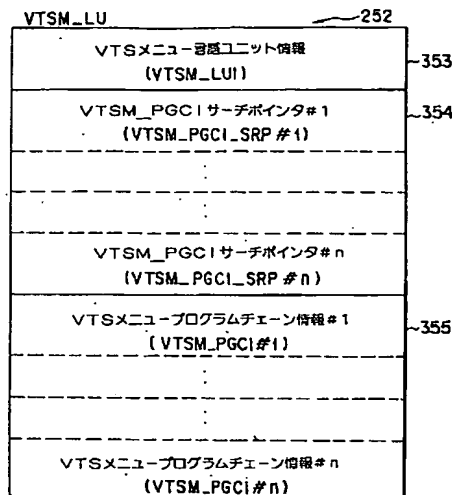 VTSM_LU
252
VTSメニュー言語ユニット情報
(VTSM_LUI)
353
VTSM_PGCIサーチポインタ#1
(VTSM_PGCI_SRP #1)
354
VTSM_PGCIサーチポインタ#n
(VTSM_PGCI_SRP #n)
VTSメニュープログラムチェーン情報#1
(VTSM_PGCI #1)
355
VTSメニュープログラムチェーン情報#n
(VTSM_PGCI #n)